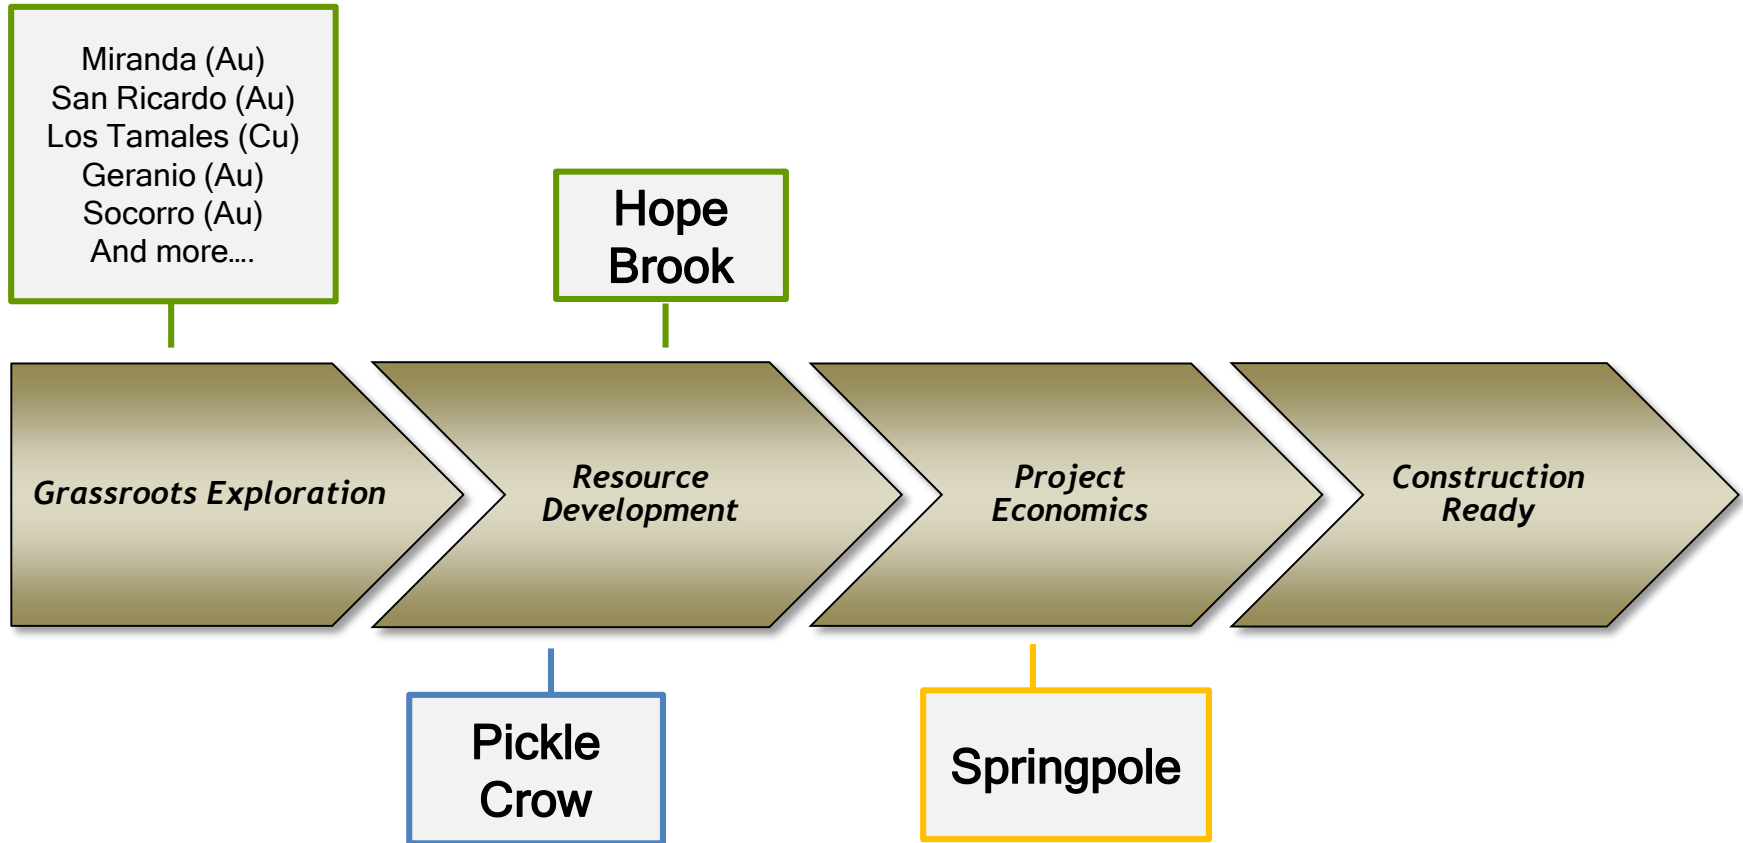 Miranda (Au)
San Ricardo (Au)
Los Tamales (Cu)
Geranio (Au)
Socorro (Au)
And more....
Hope
Brook
Grassroots Exploration
Resource
Development
Project
Economics
Construction
Ready
Pickle
Crow
Springpole